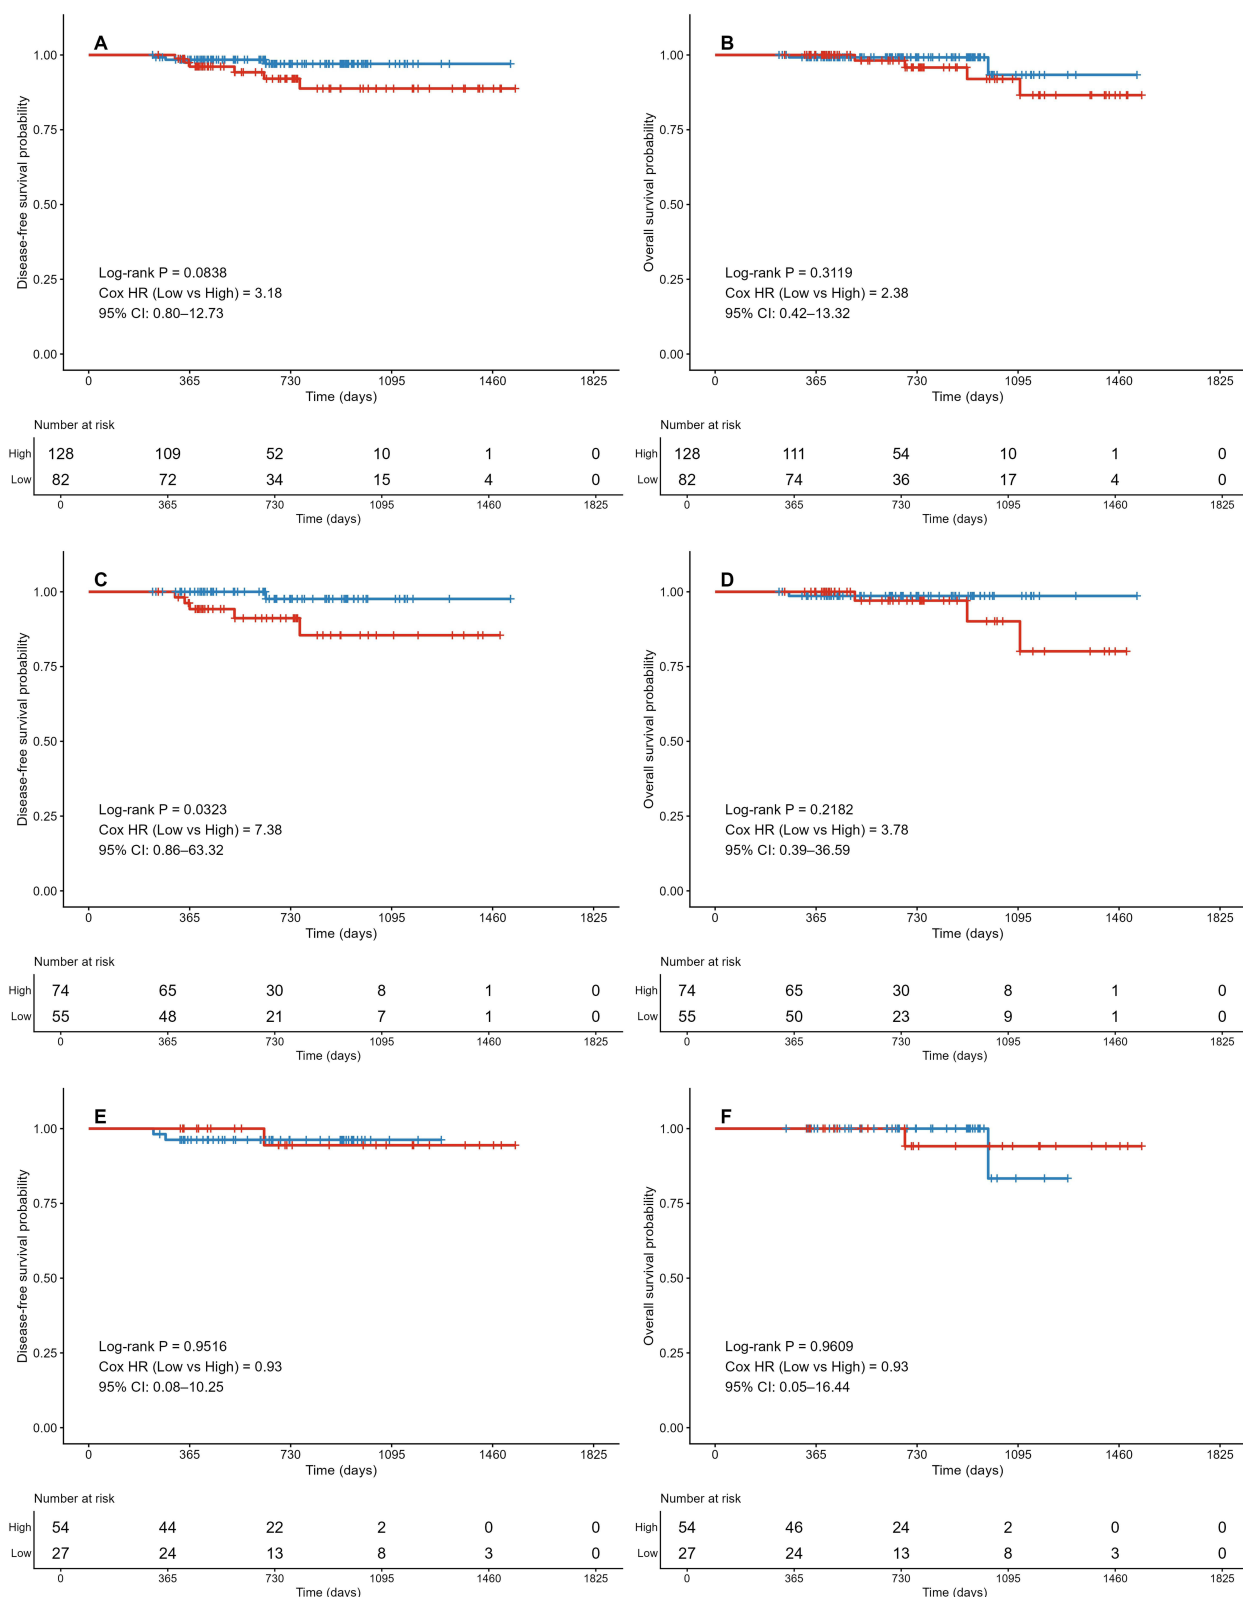 A
Disease-free survival probability
1.00
0.75
0.50
0.25
0.00
Log-rank P = 0.0838
Cox HR (Low vs High) = 3.18
95% CI: 0.80–12.73
0 365 730 1095 1460 1825
Time (days)
Number at risk
High 128 109 52 10 1 0
Low 82 72 34 15 4 0
0 365 730 1095 1460 1825
Time (days)
B
Overall survival probability
1.00
0.75
0.50
0.25
0.00
Log-rank P = 0.3119
Cox HR (Low vs High) = 2.38
95% CI: 0.42–13.32
0 365 730 1095 1460 1825
Time (days)
Number at risk
High 128 111 54 10 1 0
Low 82 74 36 17 4 0
0 365 730 1095 1460 1825
Time (days)
C
Disease-free survival probability
1.00
0.75
0.50
0.25
0.00
Log-rank P = 0.0323
Cox HR (Low vs High) = 7.38
95% CI: 0.86–63.32
0 365 730 1095 1460 1825
Time (days)
Number at risk
High 74 65 30 8 1 0
Low 55 48 21 7 1 0
0 365 730 1095 1460 1825
Time (days)
D
Overall survival probability
1.00
0.75
0.50
0.25
0.00
Log-rank P = 0.2182
Cox HR (Low vs High) = 3.78
95% CI: 0.39–36.59
0 365 730 1095 1460 1825
Time (days)
Number at risk
High 74 65 30 8 1 0
Low 55 50 23 9 1 0
0 365 730 1095 1460 1825
Time (days)
E
Disease-free survival probability
1.00
0.75
0.50
0.25
0.00
Log-rank P = 0.9516
Cox HR (Low vs High) = 0.93
95% CI: 0.08–10.25
0 365 730 1095 1460 1825
Time (days)
Number at risk
High 54 44 22 2 0 0
Low 27 24 13 8 3 0
0 365 730 1095 1460 1825
Time (days)
F
Overall survival probability
1.00
0.75
0.50
0.25
0.00
Log-rank P = 0.9609
Cox HR (Low vs High) = 0.93
95% CI: 0.05–16.44
0 365 730 1095 1460 1825
Time (days)
Number at risk
High 54 46 24 2 0 0
Low 27 24 13 8 3 0
0 365 730 1095 1460 1825
Time (days)